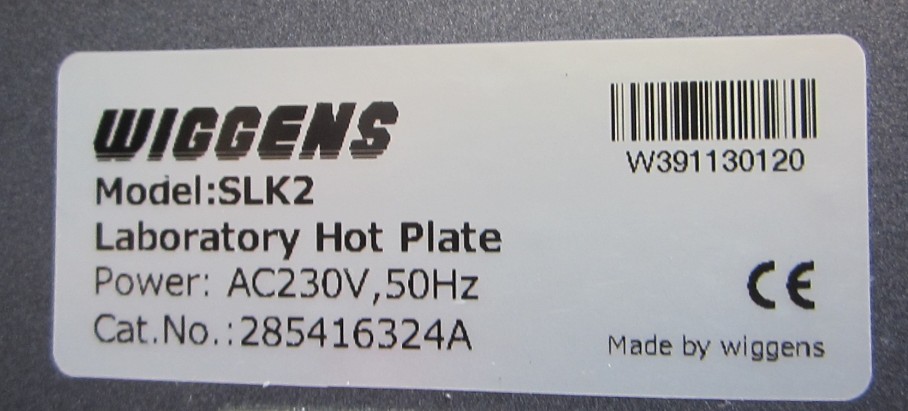 WIGGENS
Model:SLK2
Laboratory Hot Plate
Power: AC230V,50Hz
Cat.No.:285416324A
W391130120
CE
Made by wiggens